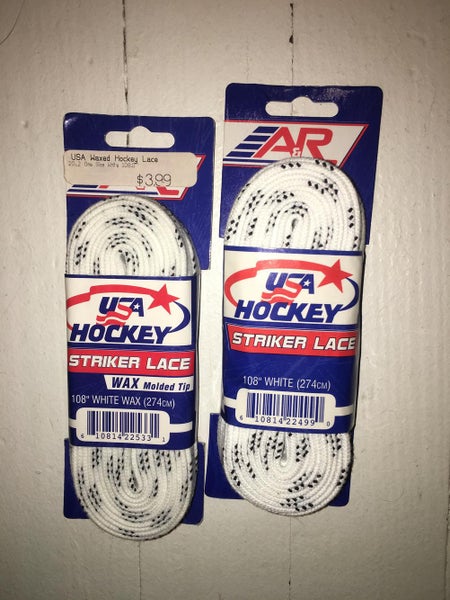 USA Waxed Hockey Lace
$3.99
USA
HOCKEY
STRIKER LACE
WAX Molded Tip
108" WHITE WAX (274CM)
6 10814 22533 1
A&R
USA
HOCKEY
STRIKER LACE
108" WHITE (274CM)
6 10814 22499 0